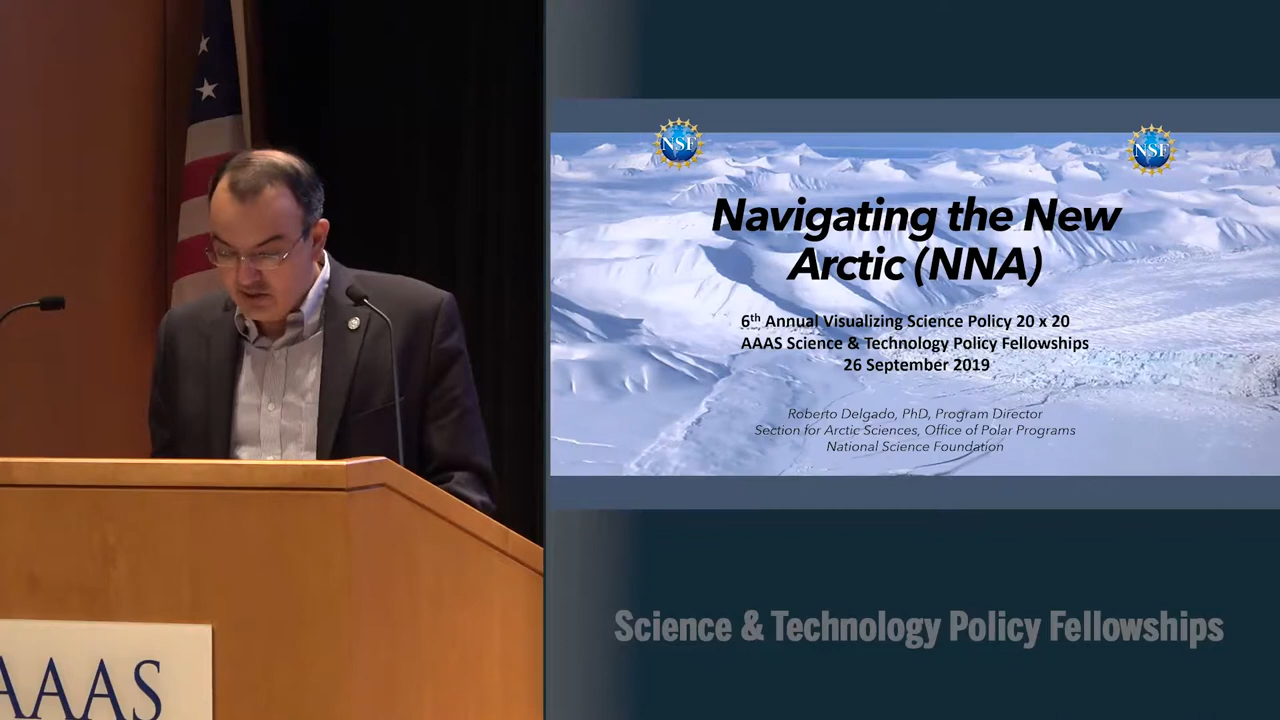 NSF
NSF
Navigating the New
Arctic (NNA)
6th Annual Visualizing Science Policy 20 x 20
AAAS Science & Technology Policy Fellowships
26 September 2019
Roberto Delgado, PhD, Program Director
Section for Arctic Sciences, Office of Polar Programs
National Science Foundation
Science & Technology Policy Fellowships
AAAS